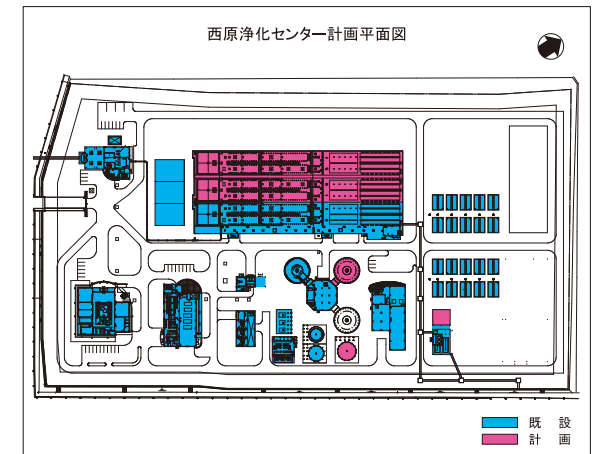 西原浄化センター計画平面図
既 設
計 画